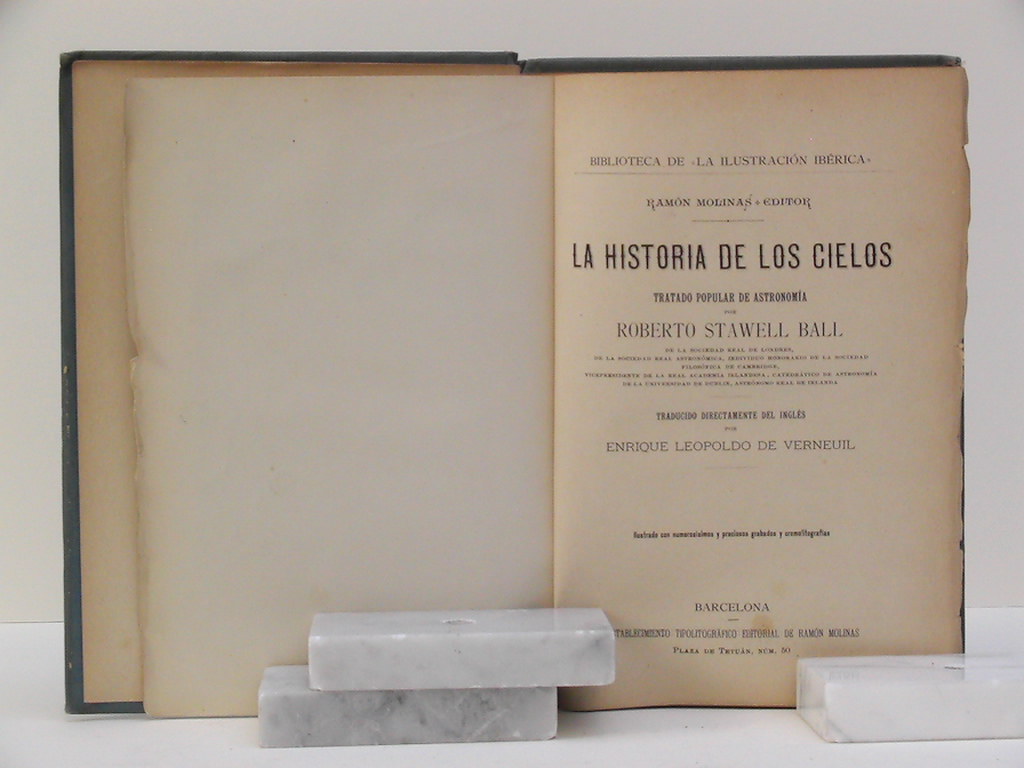 BIBLIOTECA DE «LA ILUSTRACIÓN IBÉRICA»
RAMÓN MOLINAS + EDITOR
LA HISTORIA DE LOS CIELOS
TRATADO POPULAR DE ASTRONOMÍA
POR
ROBERTO STAWELL BALL
DE LA SOCIEDAD REAL DE LONDRES,
DE LA SOCIEDAD REAL ASTRONÓMICA, INDIVIDUO HONORARIO DE LA SOCIEDAD
FILOSÓFICA DE CAMBRIDGE,
VICEPRESIDENTE DE LA REAL ACADEMIA IRLANDESA, CATEDRÁTICO DE ASTRONOMÍA
DE LA UNIVERSIDAD DE DUBLIN, ASTRÓNOMO REAL DE IRLANDA
TRADUCIDO DIRECTAMENTE DEL INGLÉS
POR
ENRIQUE LEOPOLDO DE VERNEUIL
Ilustrado con numerosísimos y preciosos grabados y cromolitografías
BARCELONA
TABLECIMIENTO TIPOLITOGRÁFICO EDITORIAL DE RAMÓN MOLINAS
PLAZA DE TETUÁN, NÚM. 50